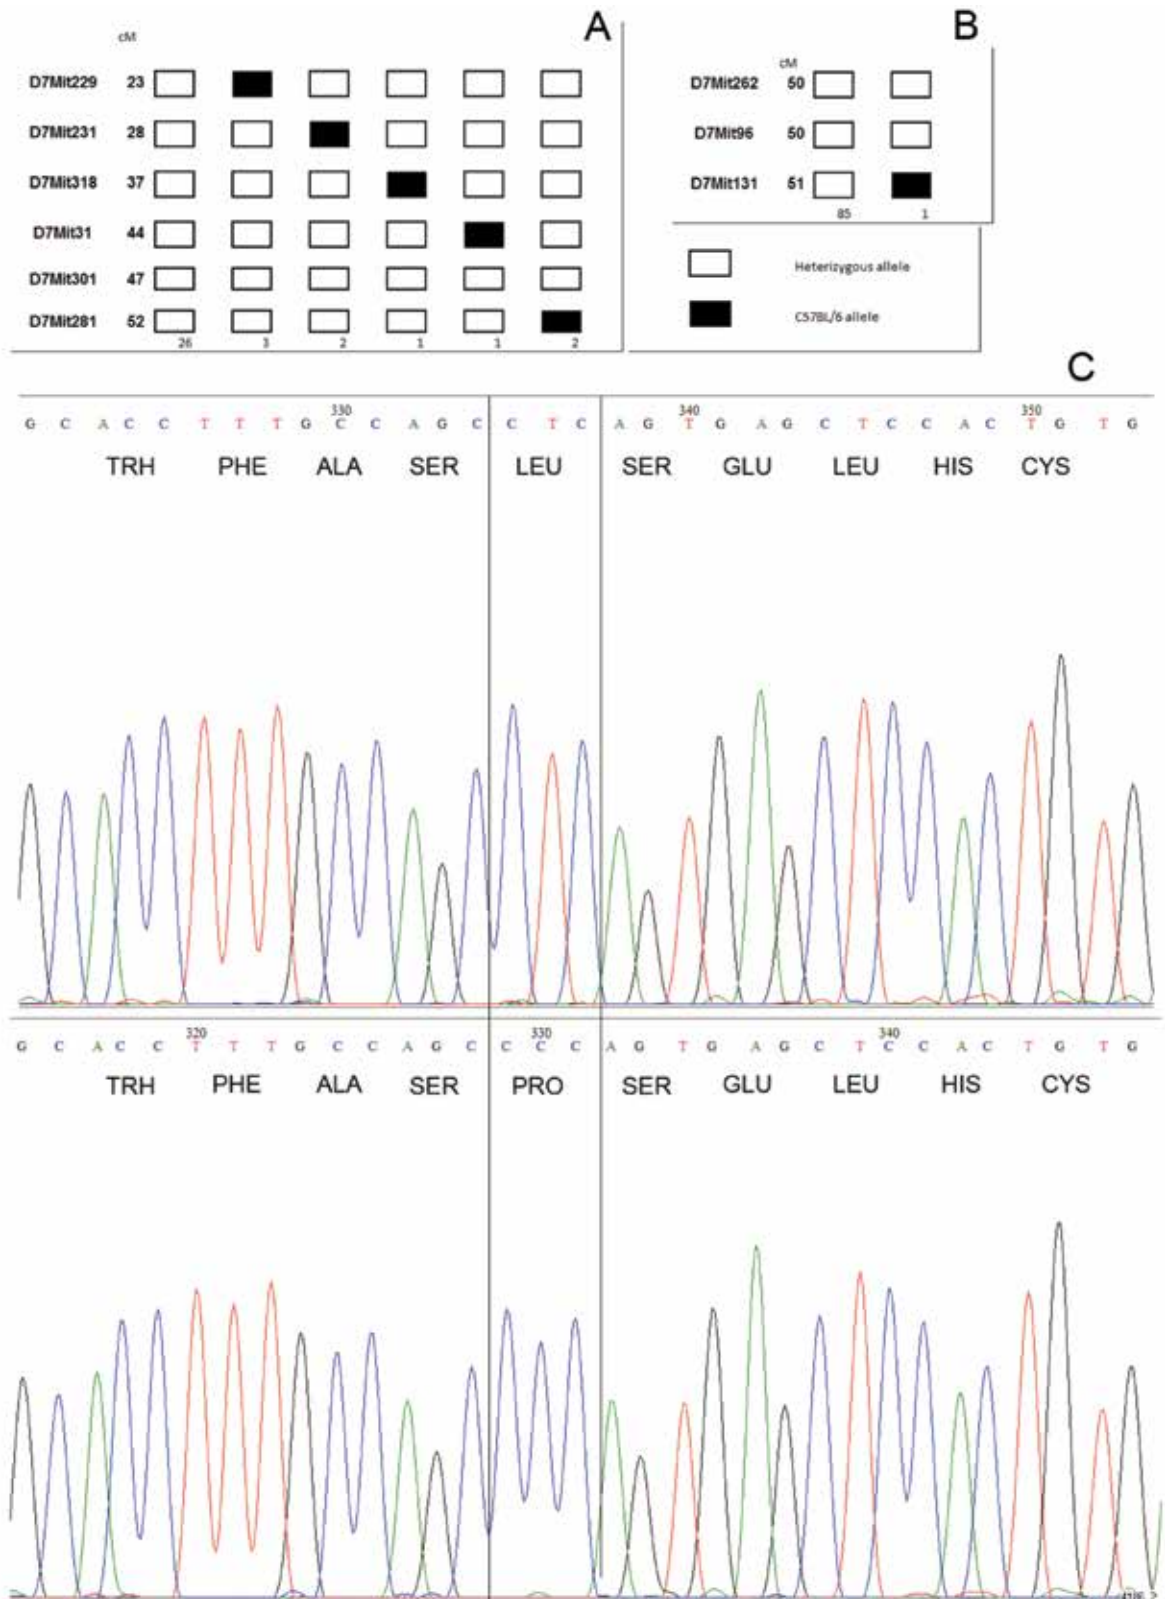 A
cM
D7Mit229 23
D7Mit231 28
D7Mit318 37
D7Mit31 44
D7Mit301 47
D7Mit281 52
26 3 2 1 1 2
B
cM
D7Mit262 50
D7Mit96 50
D7Mit131 51
85 1
Heterizygous allele
C57BL/6 allele
C
330 340 350
G C A C C T T T G C C A G C C T C A G T G A G C T C C A C T G T G
TRH PHE ALA SER LEU SER GLU LEU HIS CYS
320 330 340
G C A C C T T T G C C A G C C C C A G T G A G C T C C A C T G T G
TRH PHE ALA SER PRO SER GLU LEU HIS CYS